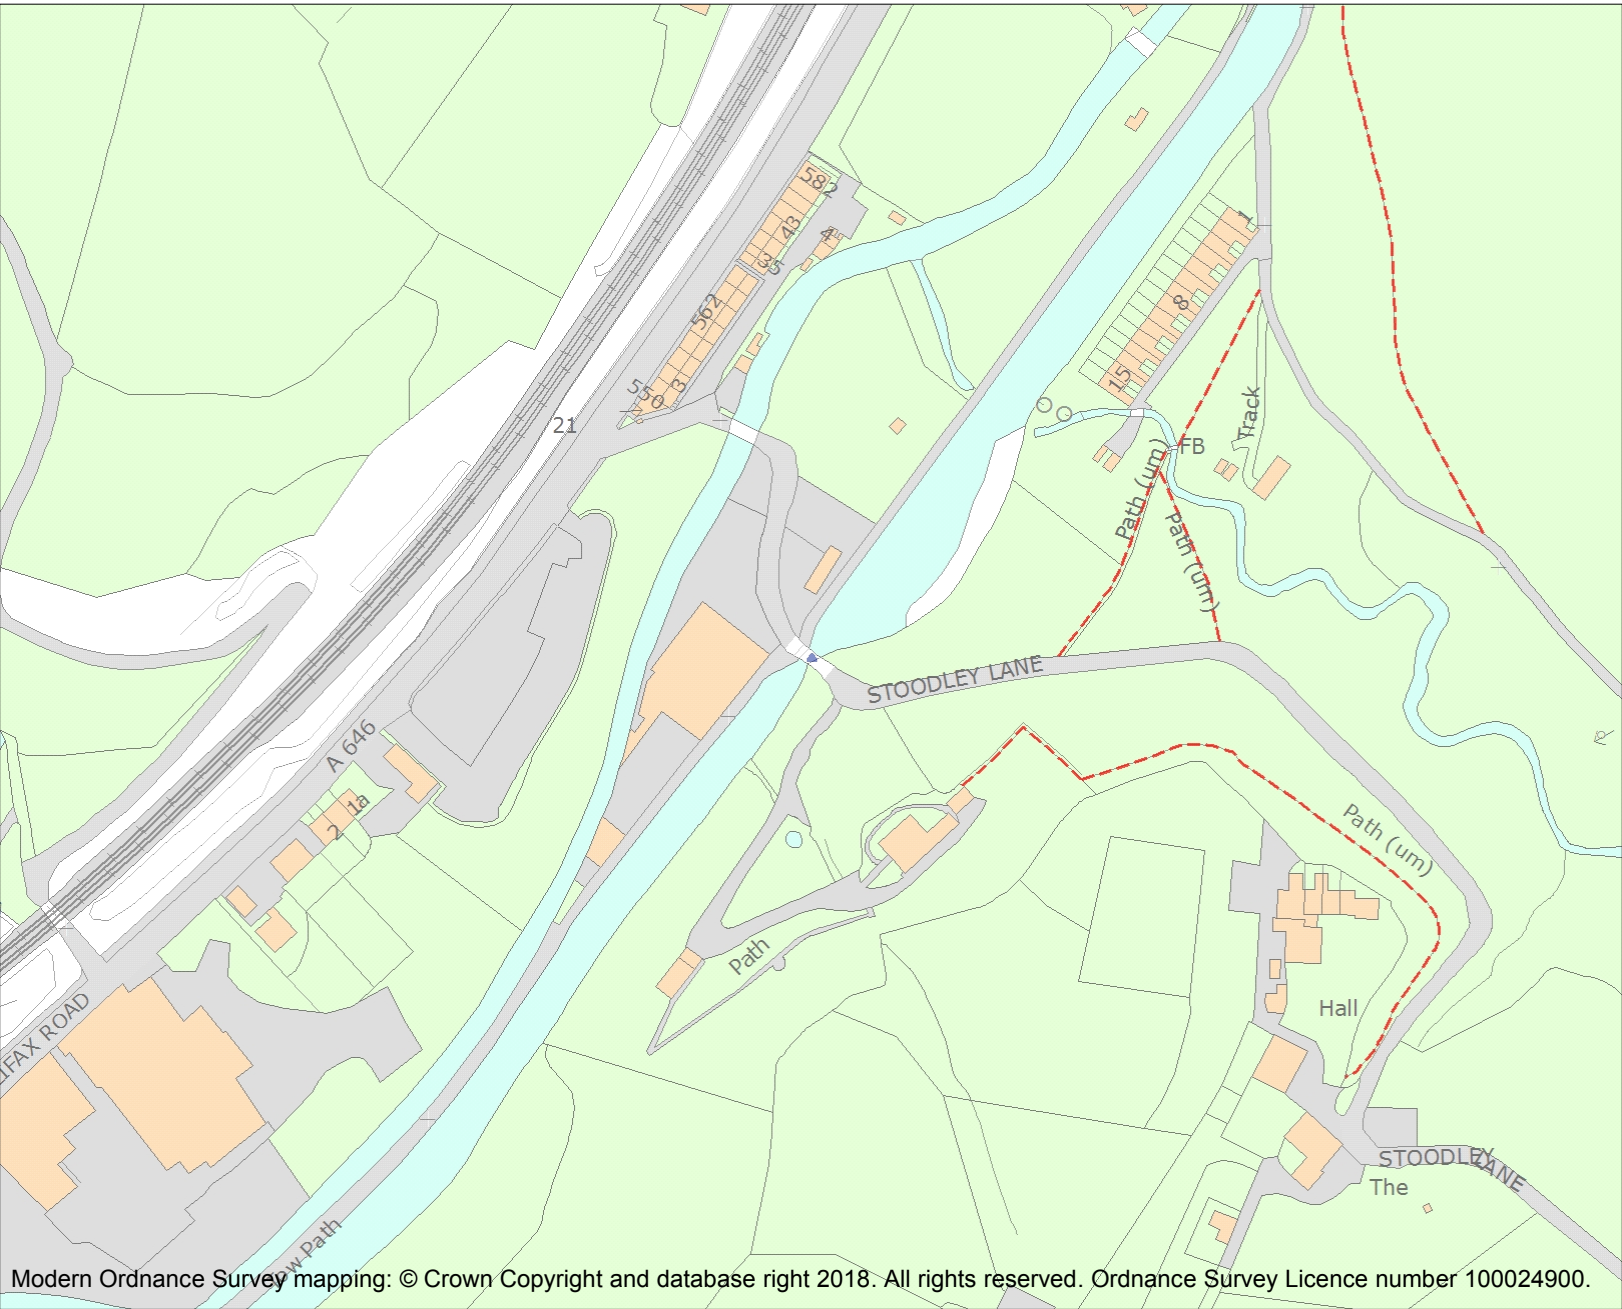 582
43
4
35
562
550
3
21
1
8
15
Track
FB
Path (um)
Path (um)
STOODLEY LANE
A 646
1a
2
Path (um)
Path
Hall
IFAX ROAD
STOODLEY LANE
The
Tow Path
Modern Ordnance Survey mapping: © Crown Copyright and database right 2018. All rights reserved. Ordnance Survey Licence number 100024900.